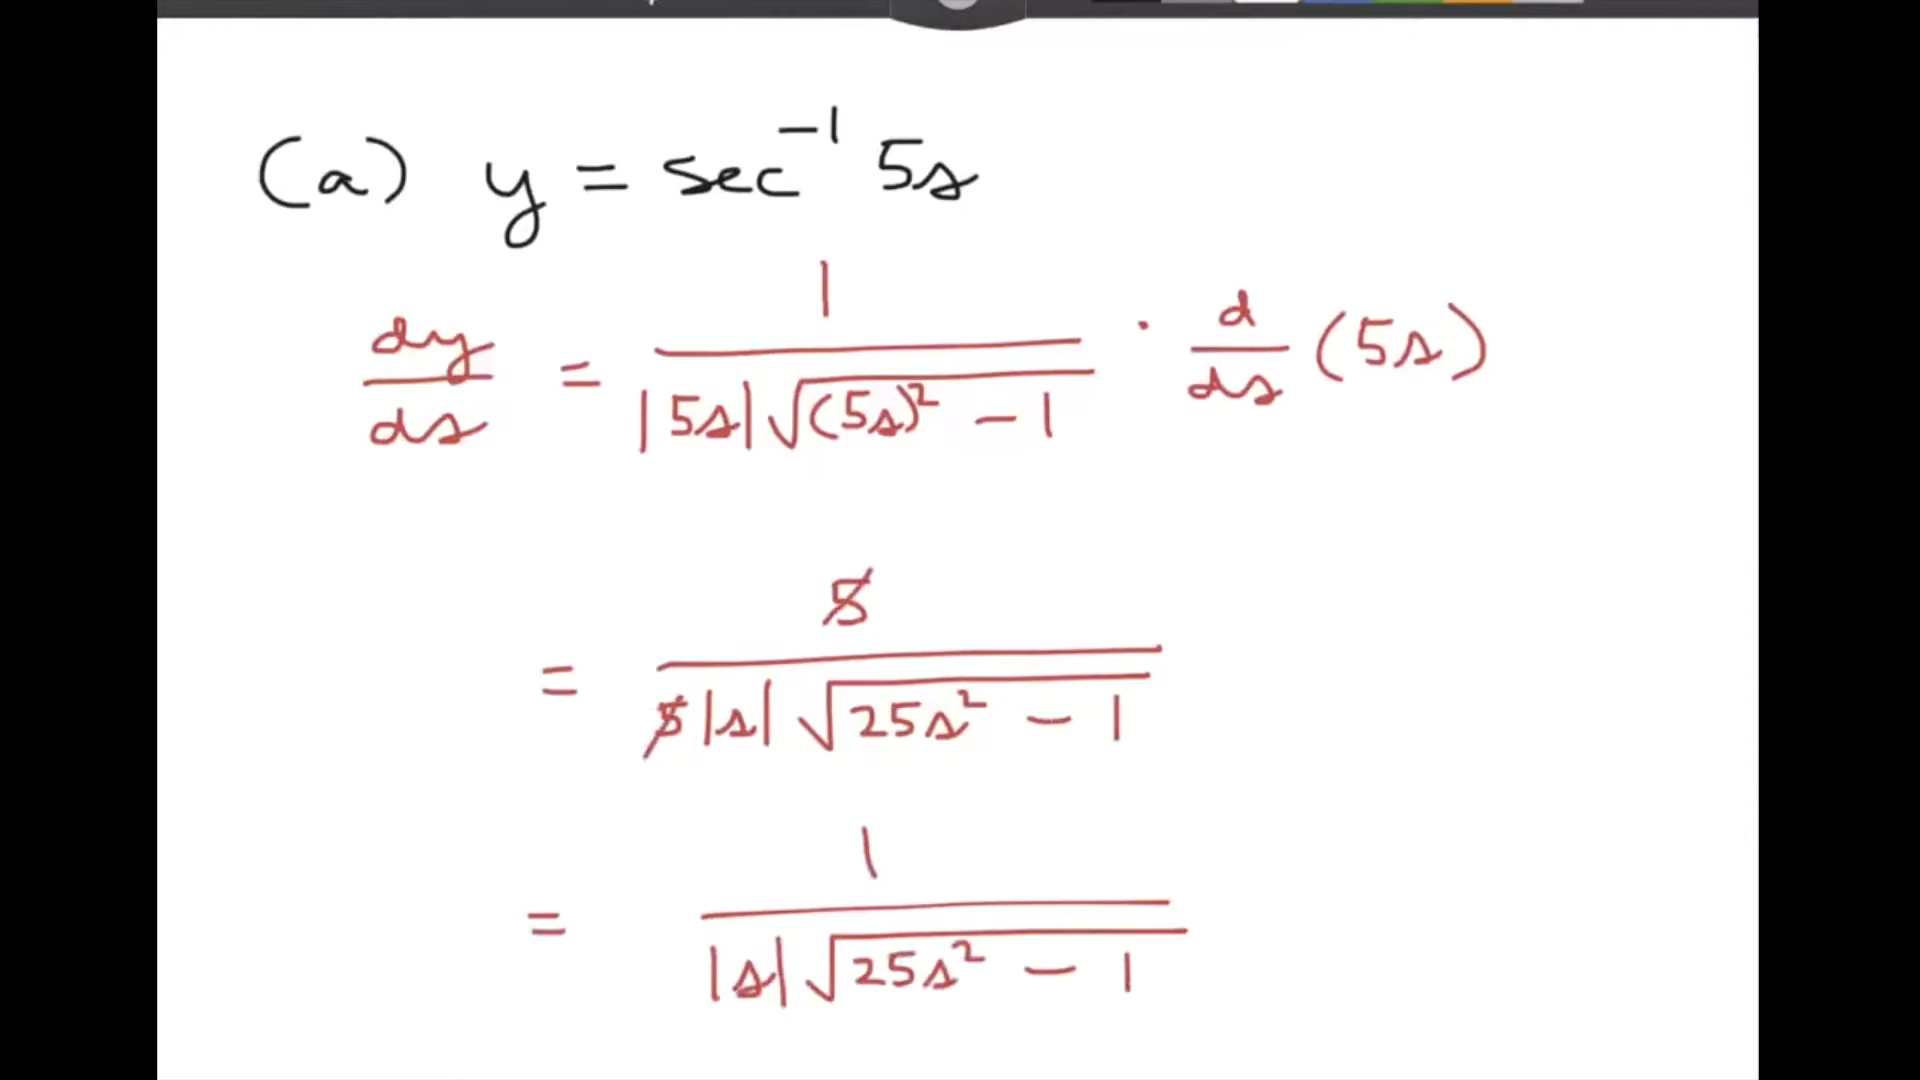 (a) y = sec⁻¹ 5s
dy/ds = 1/(|5s|√((5s)² − 1)) · d/ds (5s)
= 5/(5|s|√(25s² − 1))
= 1/(|s|√(25s² − 1))